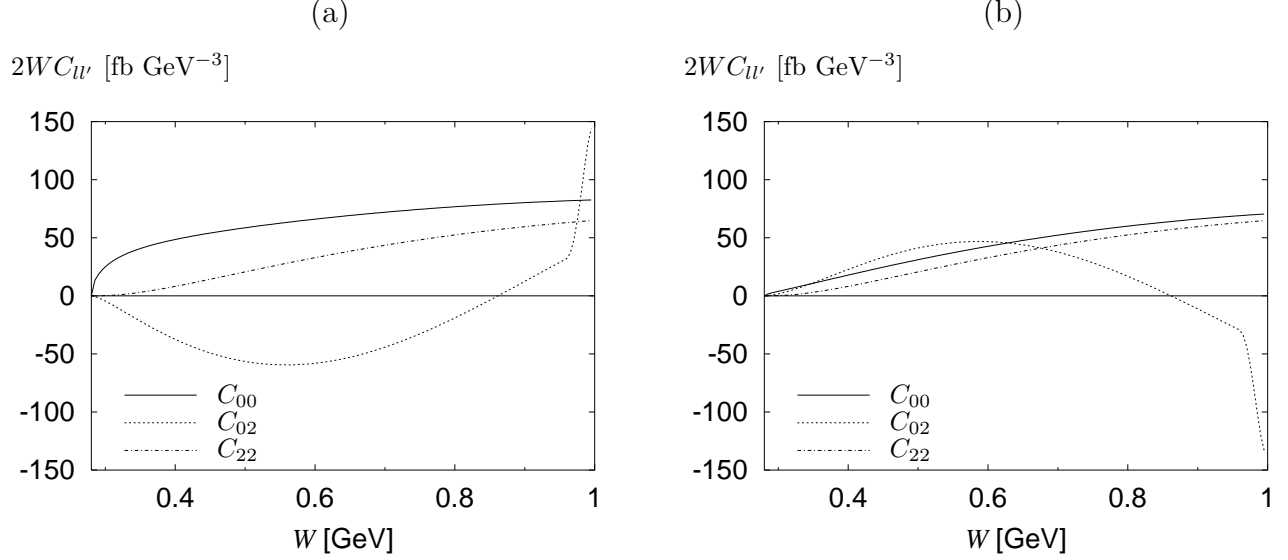 (a)
2WC_{ll'} [fb GeV^{−3}]
150
100
50
0
-50
-100
-150
C_{00}
C_{02}
C_{22}
0.4 0.6 0.8 1
W [GeV]
(b)
2WC_{ll'} [fb GeV^{−3}]
150
100
50
0
-50
-100
-150
C_{00}
C_{02}
C_{22}
0.4 0.6 0.8 1
W [GeV]